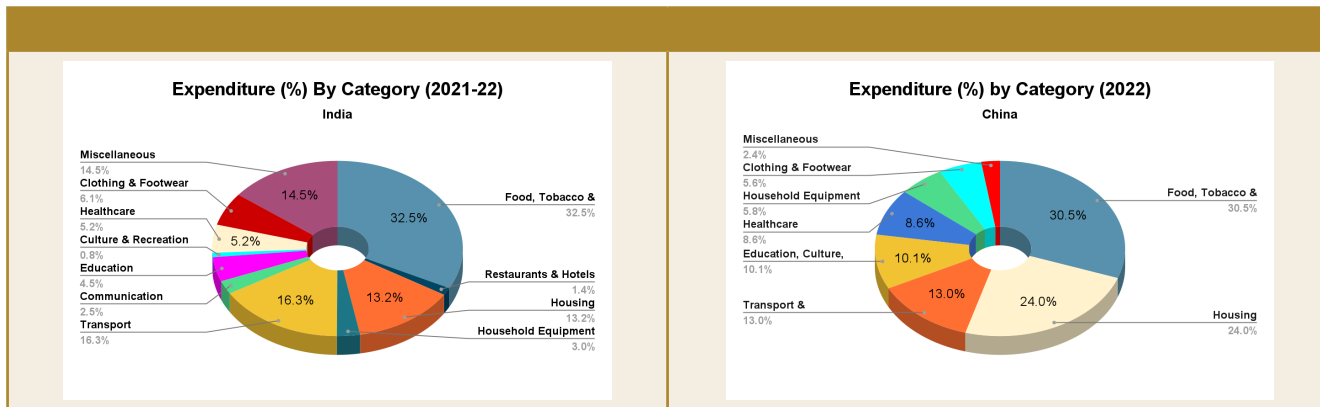 Expenditure (%) By Category (2021-22)
India
Miscellaneous
14.5%
Clothing & Footwear
6.1%
Healthcare
5.2%
Culture & Recreation
0.8%
Education
4.5%
Communication
2.5%
Transport
16.3%
14.5%
5.2%
16.3%
32.5%
13.2%
Food, Tobacco &
32.5%
Restaurants & Hotels
1.4%
Housing
13.2%
Household Equipment
3.0%
Expenditure (%) by Category (2022)
China
Miscellaneous
2.4%
Clothing & Footwear
5.6%
Household Equipment
5.8%
Healthcare
8.6%
Education, Culture,
10.1%
Transport &
13.0%
8.6%
10.1%
13.0%
30.5%
24.0%
Food, Tobacco &
30.5%
Housing
24.0%